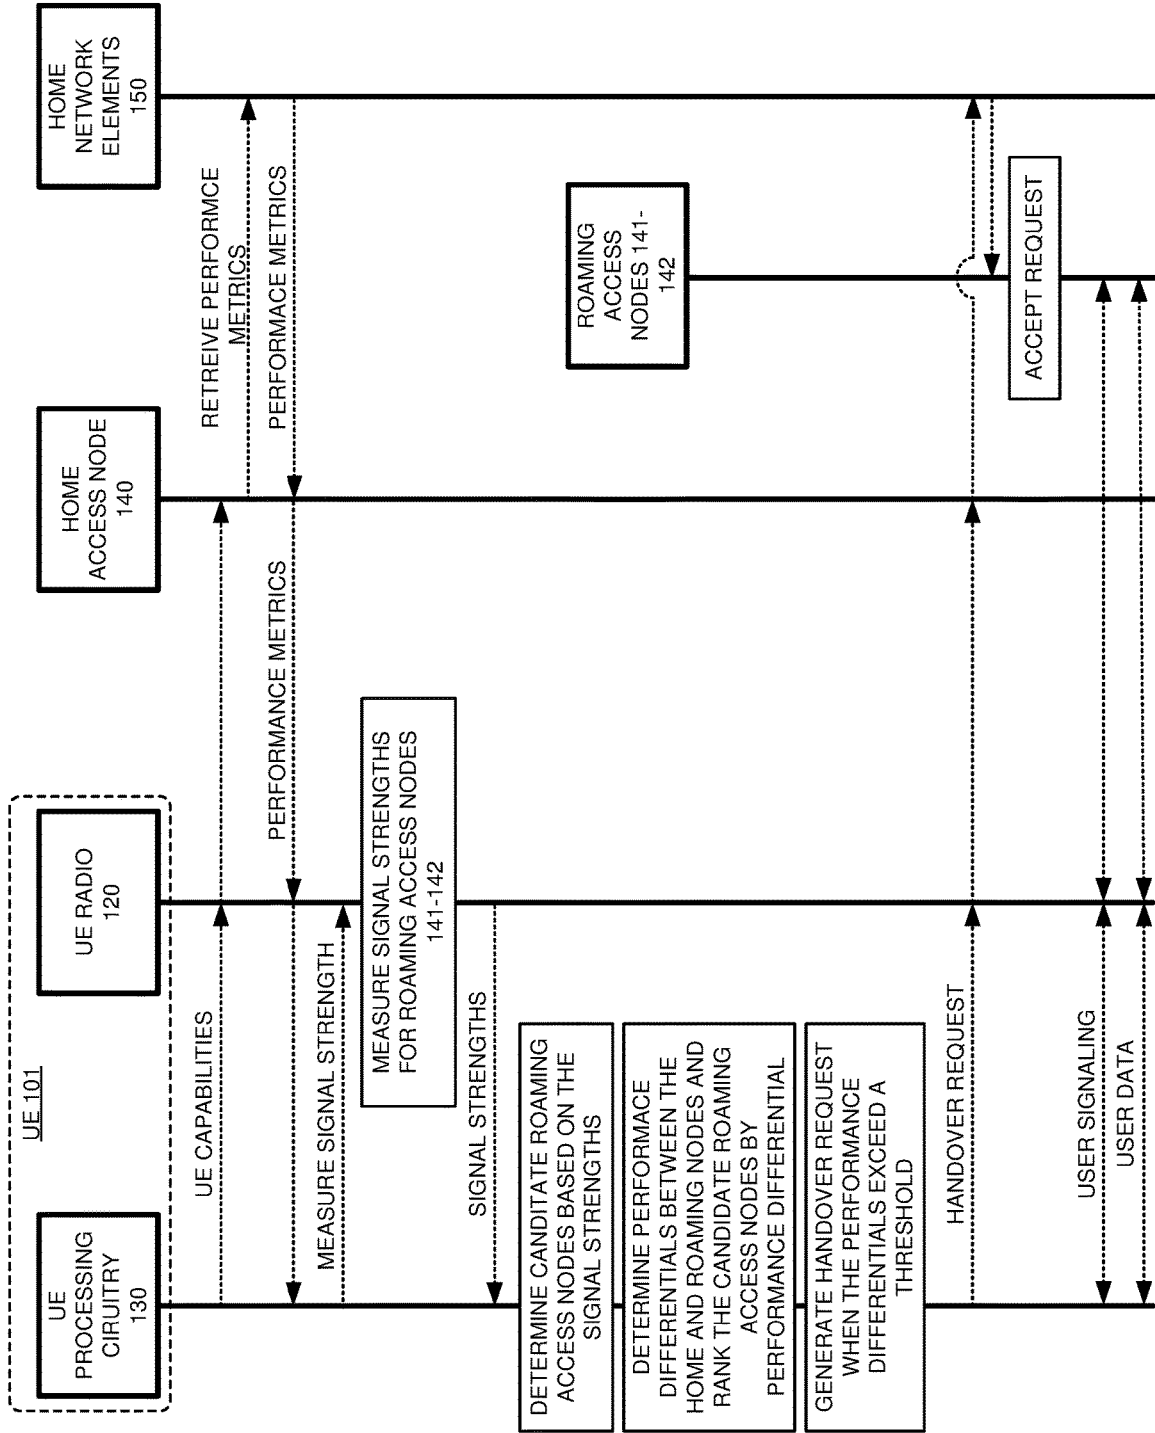 UE 101
UE
PROCESSING
CIRUITRY
130
UE RADIO
120
HOME
ACCESS NODE
140
HOME
NETWORK
ELEMENTS
150
UE CAPABILITIES
RETREIVE PERFORMCE
METRICS
PERFORMANCE METRICS
PERFORMACE METRICS
MEASURE SIGNAL STRENGTH
MEASURE SIGNAL STRENGTHS
FOR ROAMING ACCESS NODES
141-142
SIGNAL STRENGTHS
DETERMINE CANDITATE ROAMING
ACCESS NODES BASED ON THE
SIGNAL STRENGTHS
ROAMING
ACCESS
NODES 141-
142
DETERMINE PERFORMACE
DIFFERENTIALS BETWEEN THE
HOME AND ROAMING NODES AND
RANK THE CANDIDATE ROAMING
ACCESS NODES BY
PERFORMANCE DIFFERENTIAL
GENERATE HANDOVER REQUEST
WHEN THE PERFORMANCE
DIFFERENTIALS EXCEED A
THRESHOLD
HANDOVER REQUEST
ACCEPT REQUEST
USER SIGNALING
USER DATA